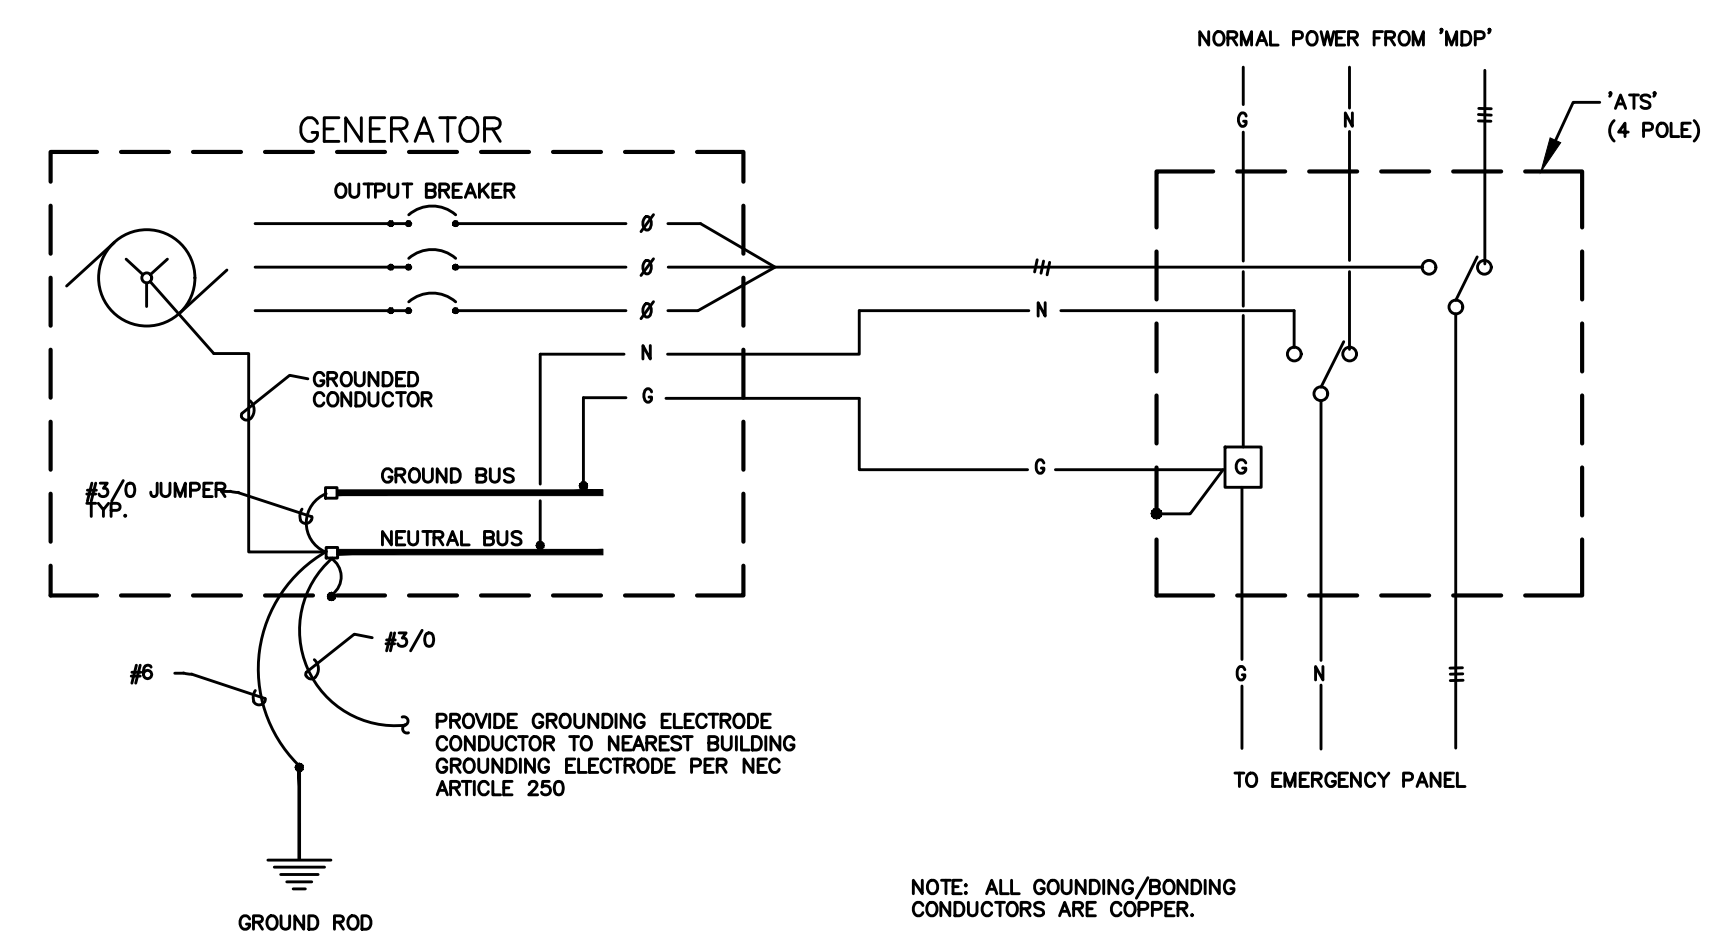 NORMAL POWER FROM 'MDP'
'ATS'
(4 POLE)
G
N
GENERATOR
OUTPUT BREAKER
Ø
Ø
Ø
N
N
G
GROUNDED
CONDUCTOR
GROUND BUS
G
G
#3/0 JUMPER
TYP.
NEUTRAL BUS
#3/0
#6
G
N
PROVIDE GROUNDING ELECTRODE
CONDUCTOR TO NEAREST BUILDING
GROUNDING ELECTRODE PER NEC
ARTICLE 250
TO EMERGENCY PANEL
NOTE: ALL GOUNDING/BONDING
CONDUCTORS ARE COPPER.
GROUND ROD